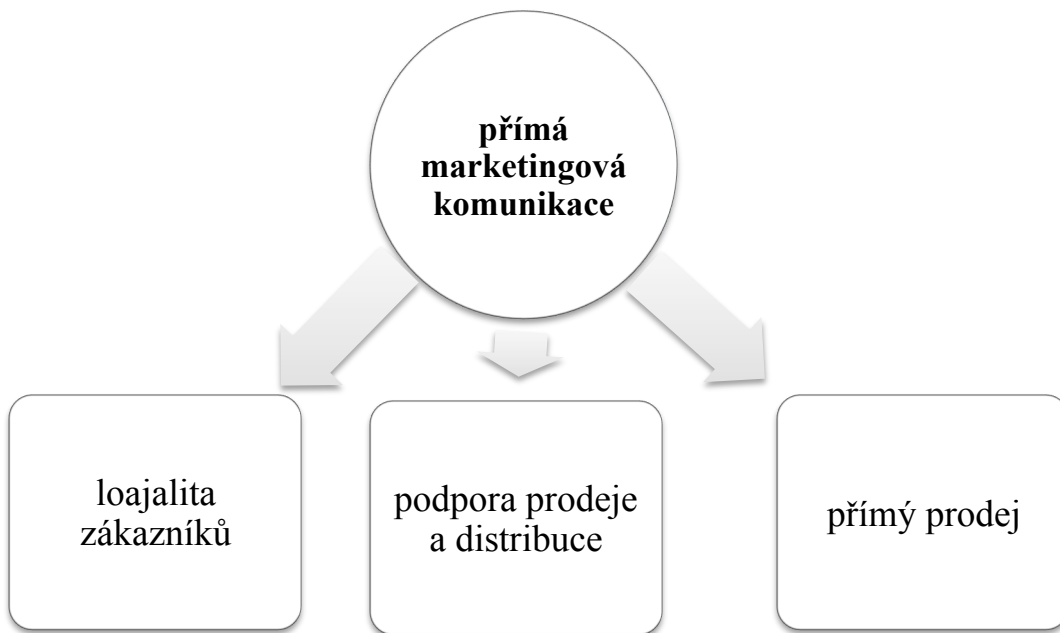 přímá
marketingová
komunikace
loajalita
zákazníků
podpora prodeje
a distribuce
přímý prodej